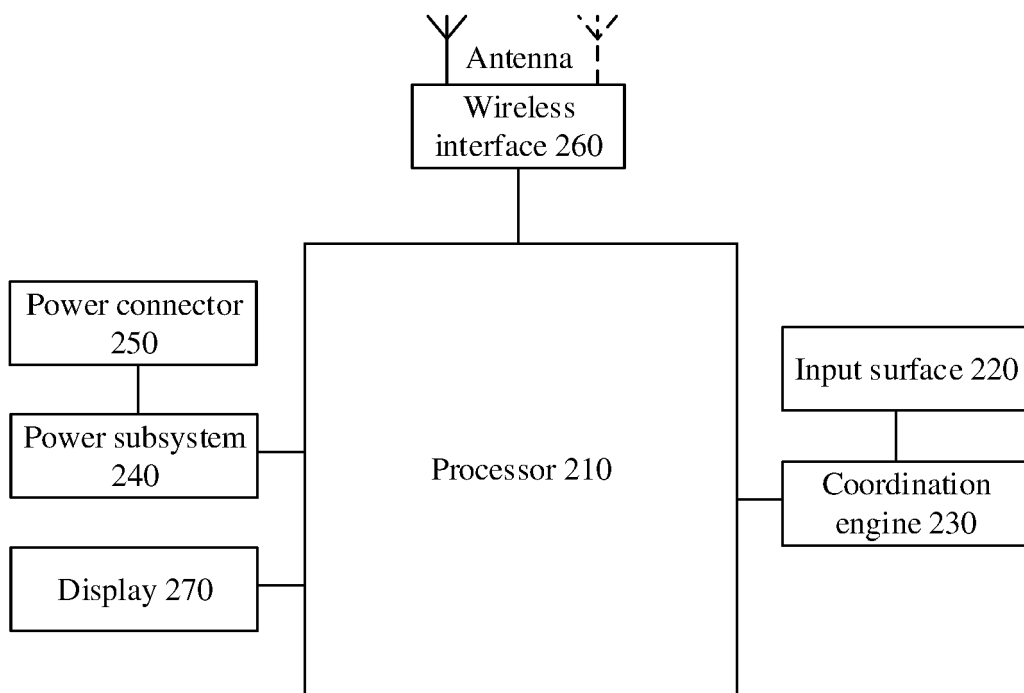 Antenna
Wireless
interface 260
Power connector
250
Power subsystem
240
Display 270
Processor 210
Input surface 220
Coordination
engine 230